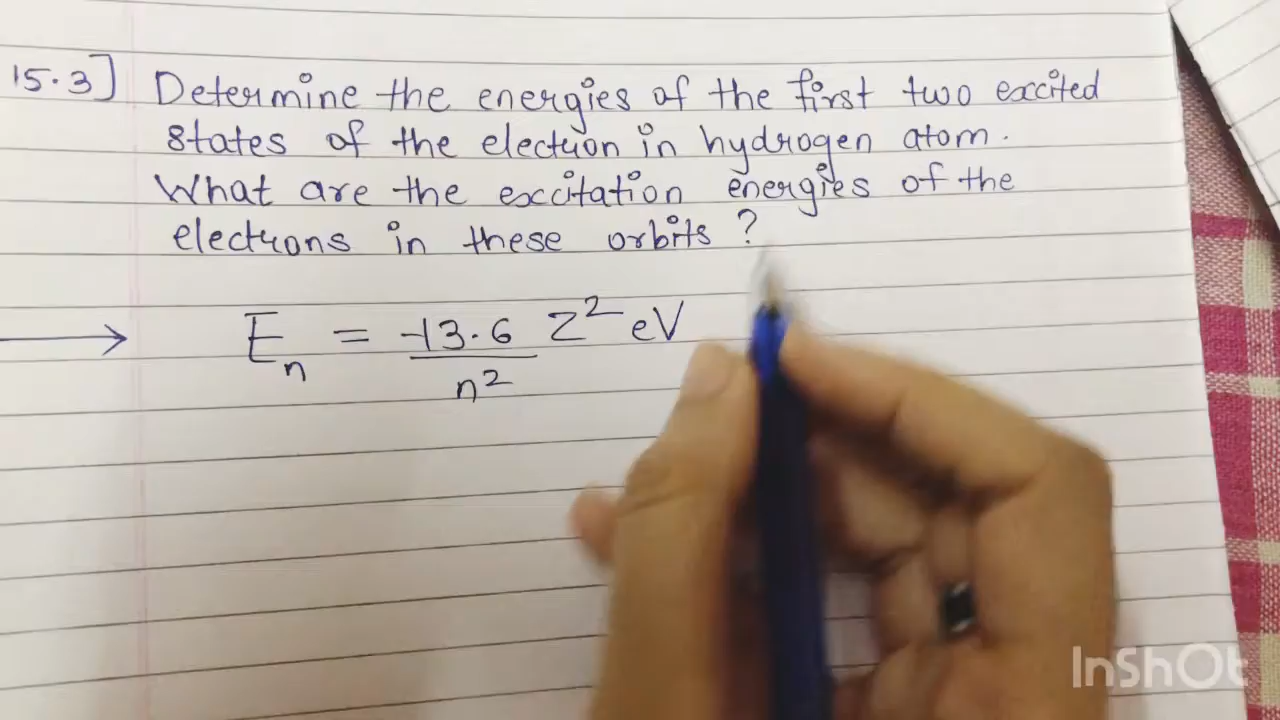 15.3] Determine the energies of the first two excited
states of the electron in hydrogen atom.
What are the excitation energies of the
electrons in these orbits ?
→ Eₙ = -13.6 Z² eV
n²
InShOt